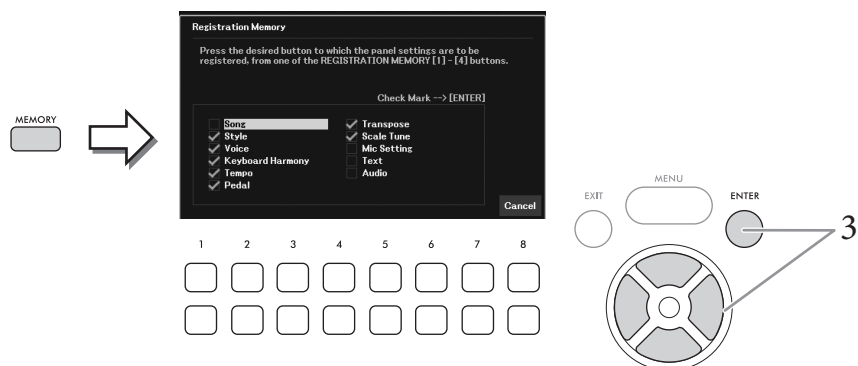 Registration Memory
Press the desired button to which the panel settings are to be
registered, from one of the REGISTRATION MEMORY [1] - [4] buttons.
Check Mark --> [ENTER]
MEMORY
Song
Transpose
Style
Scale Tune
Voice
Mic Setting
Keyboard Harmony
Text
Tempo
Audio
Pedal
Cancel
MENU
EXIT
ENTER
3
1 2 3 4 5 6 7 8